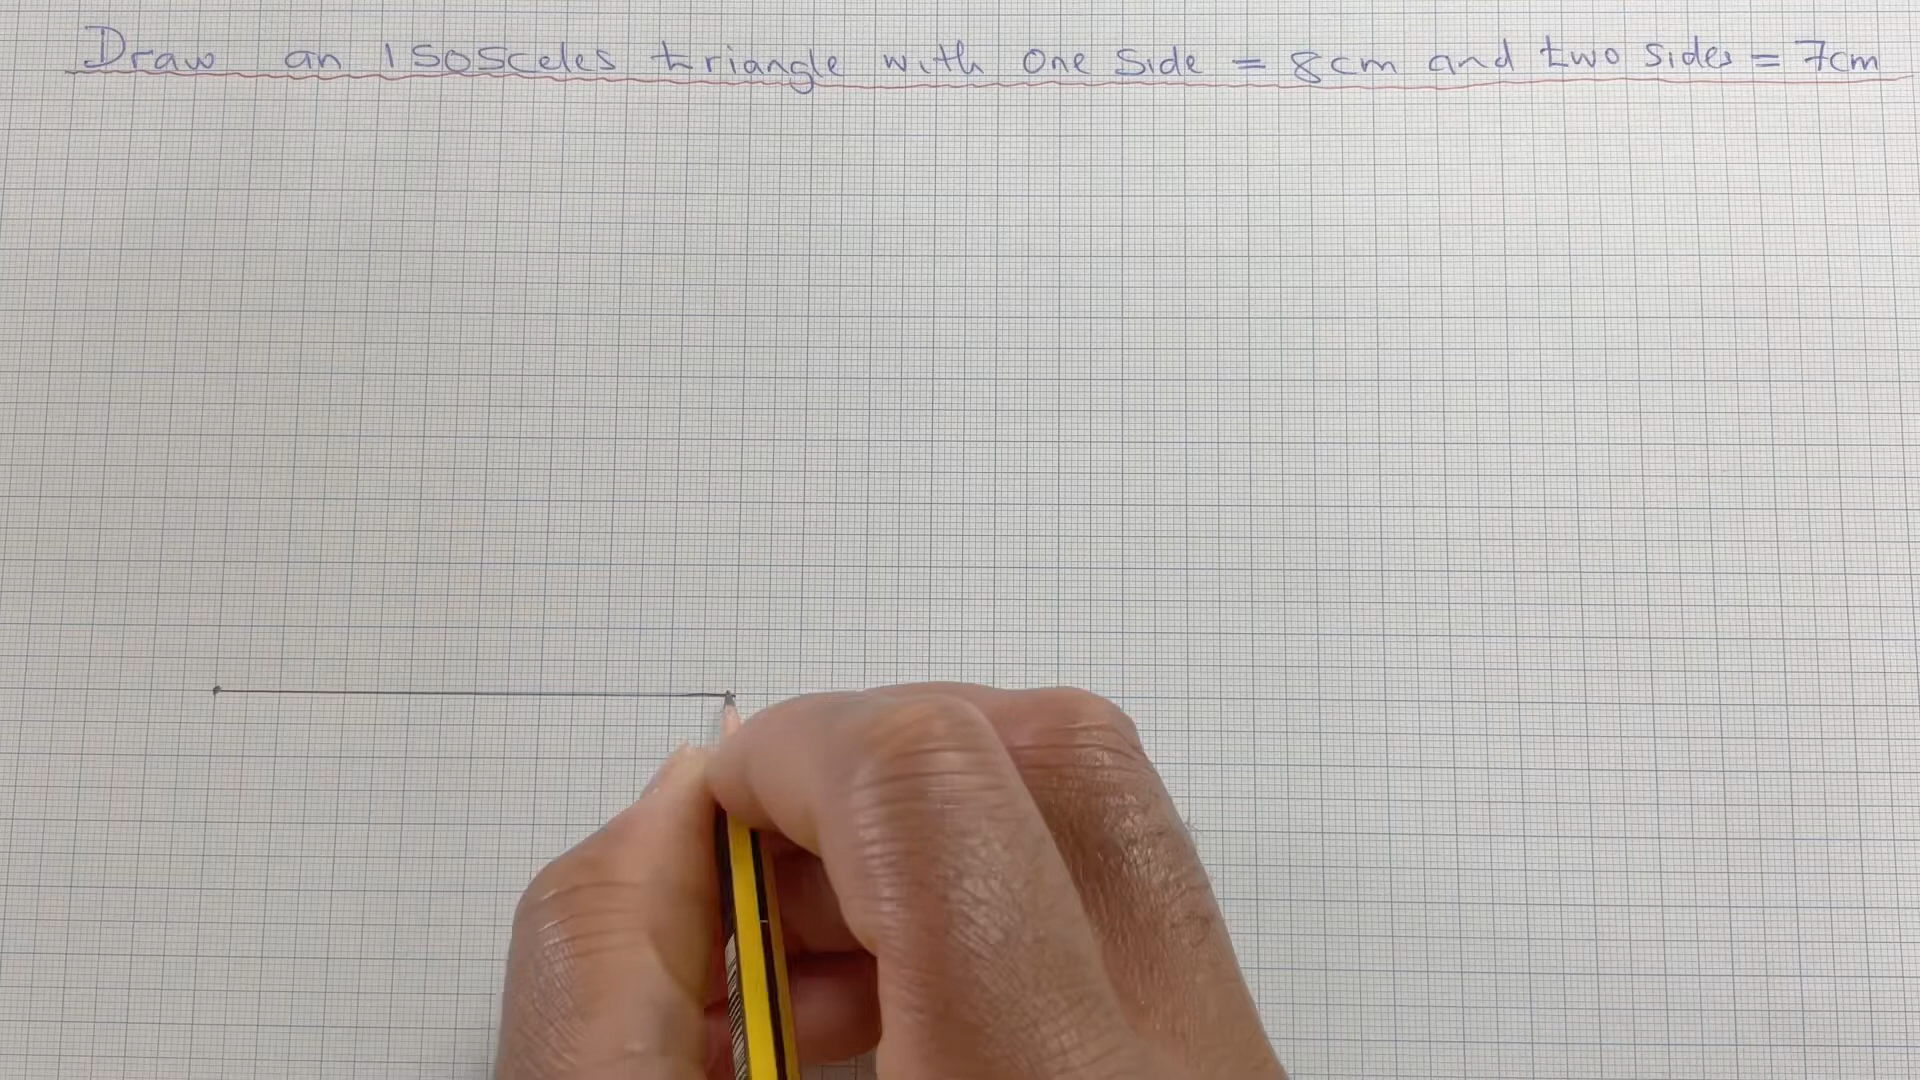 Draw an isosceles triangle with one side = 8cm and two sides = 7cm